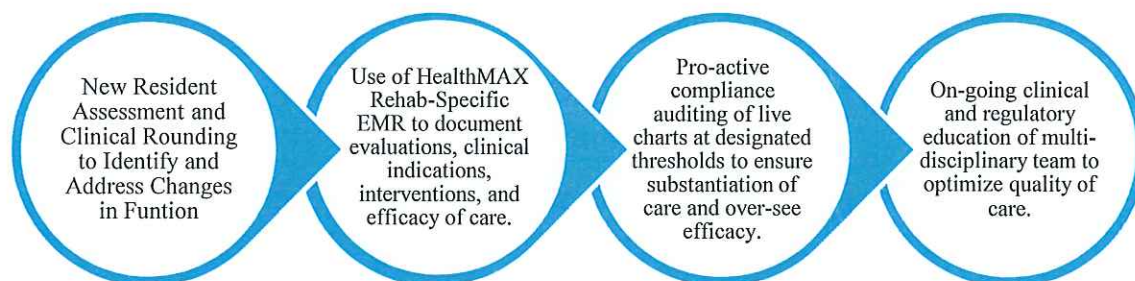 New Resident
Assessment and
Clinical Rounding
to Identify and
Address Changes
in Funtion
Use of HealthMAX
Rehab-Specific
EMR to document
evaluations, clinical
indications,
interventions, and
efficacy of care.
Pro-active
compliance
auditing of live
charts at designated
thresholds to ensure
substantiation of
care and over-see
efficacy.
On-going clinical
and regulatory
education of multi-
disciplinary team to
optimize quality of
care.